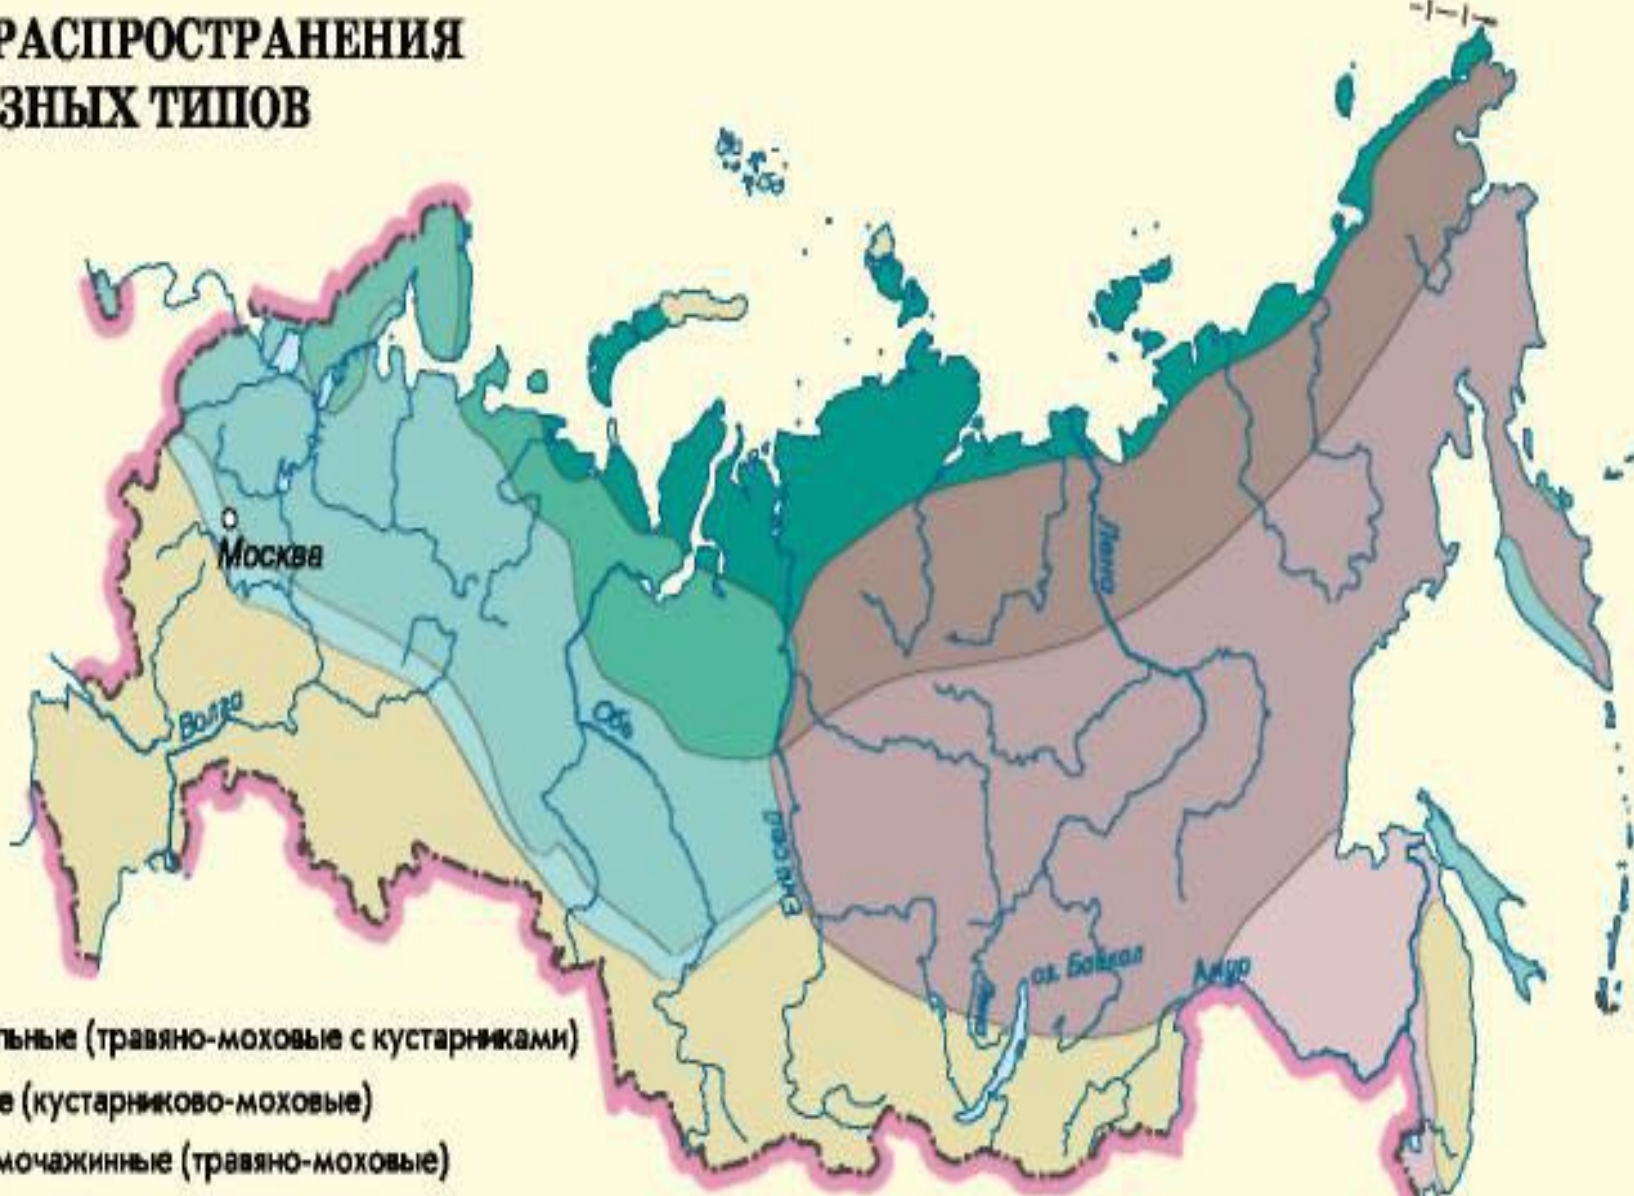 РАСПРОСТРАНЕНИЯ
ЗНЫХ ТИПОВ
Москва
Лена
Волга
Обь
Енисей
оз. Байкал
Амур
льные (травяно-моховые с кустарниками)
е (кустарниково-моховые)
мочажинные (травяно-моховые)